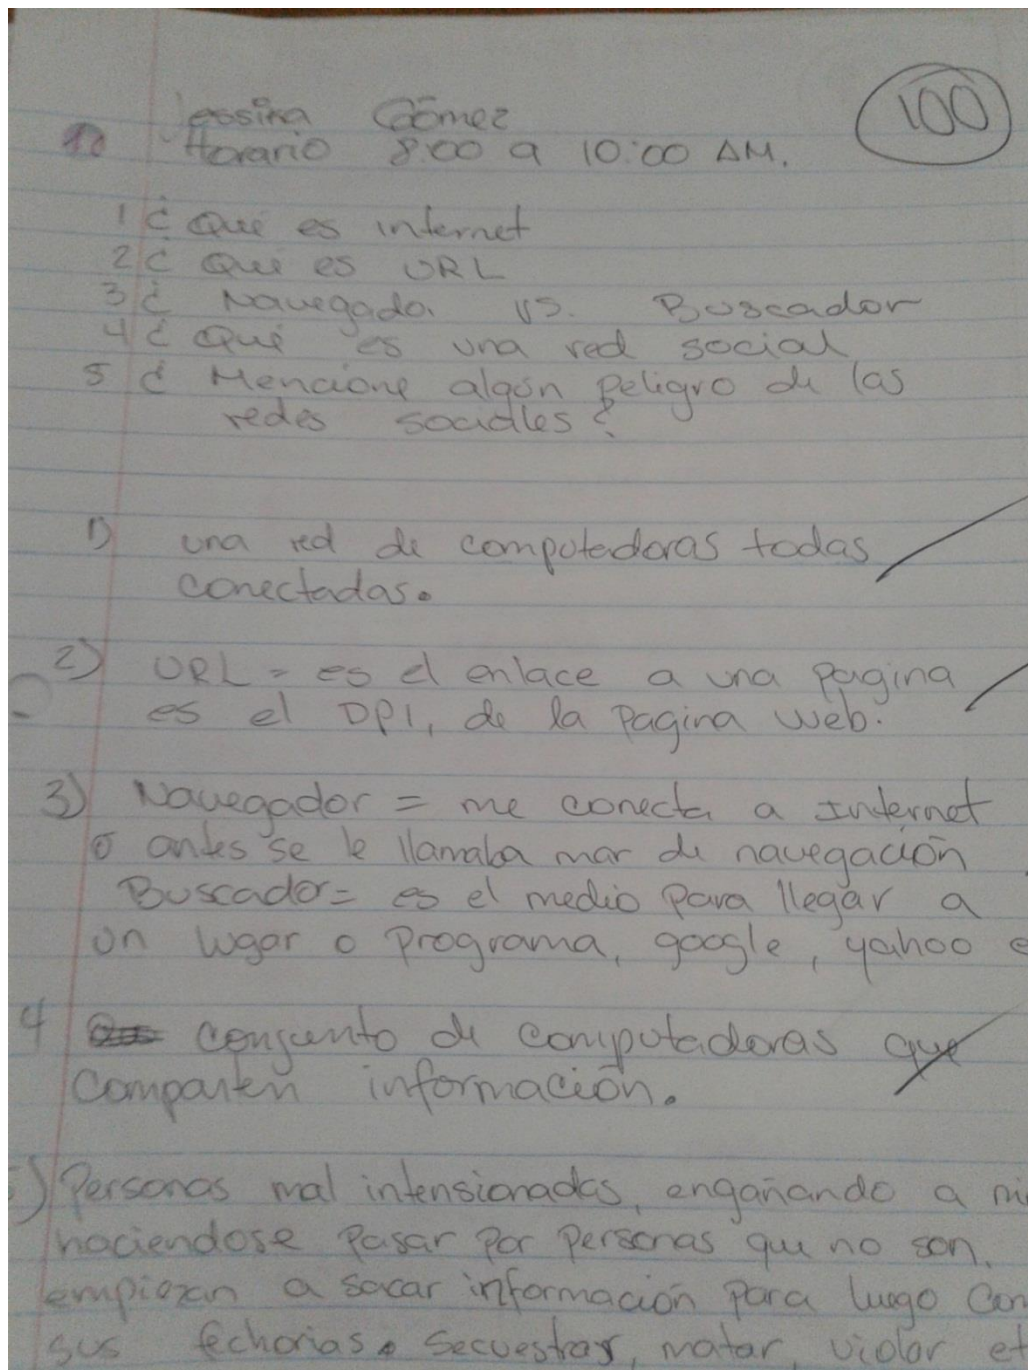 Jessica Gómez
100
Horario 8:00 a 10:00 AM.
1 ¿ Qué es internet
2 ¿ Qué es URL
3 ¿ Navegador vs. Buscador
4 ¿ Qué es una red social
5 ¿ Mencione algún peligro de las
redes sociales?
1) una red de computadoras todas
conectadas.
2) URL = es el enlace a una pagina
es el DPI, de la pagina web.
3) Navegador = me conecta a Internet
o antes se le llamaba mar de navegación
Buscador = es el medio para llegar a
un lugar o programa, google, yahoo e
4 conjunto de computadoras que
comparten información.
) Personas mal intensionadas, engañando a ni
haciendose pasar por personas que no son,
empiezan a sacar información para luego con
sus fechorias. Secuestrar, matar, violar et